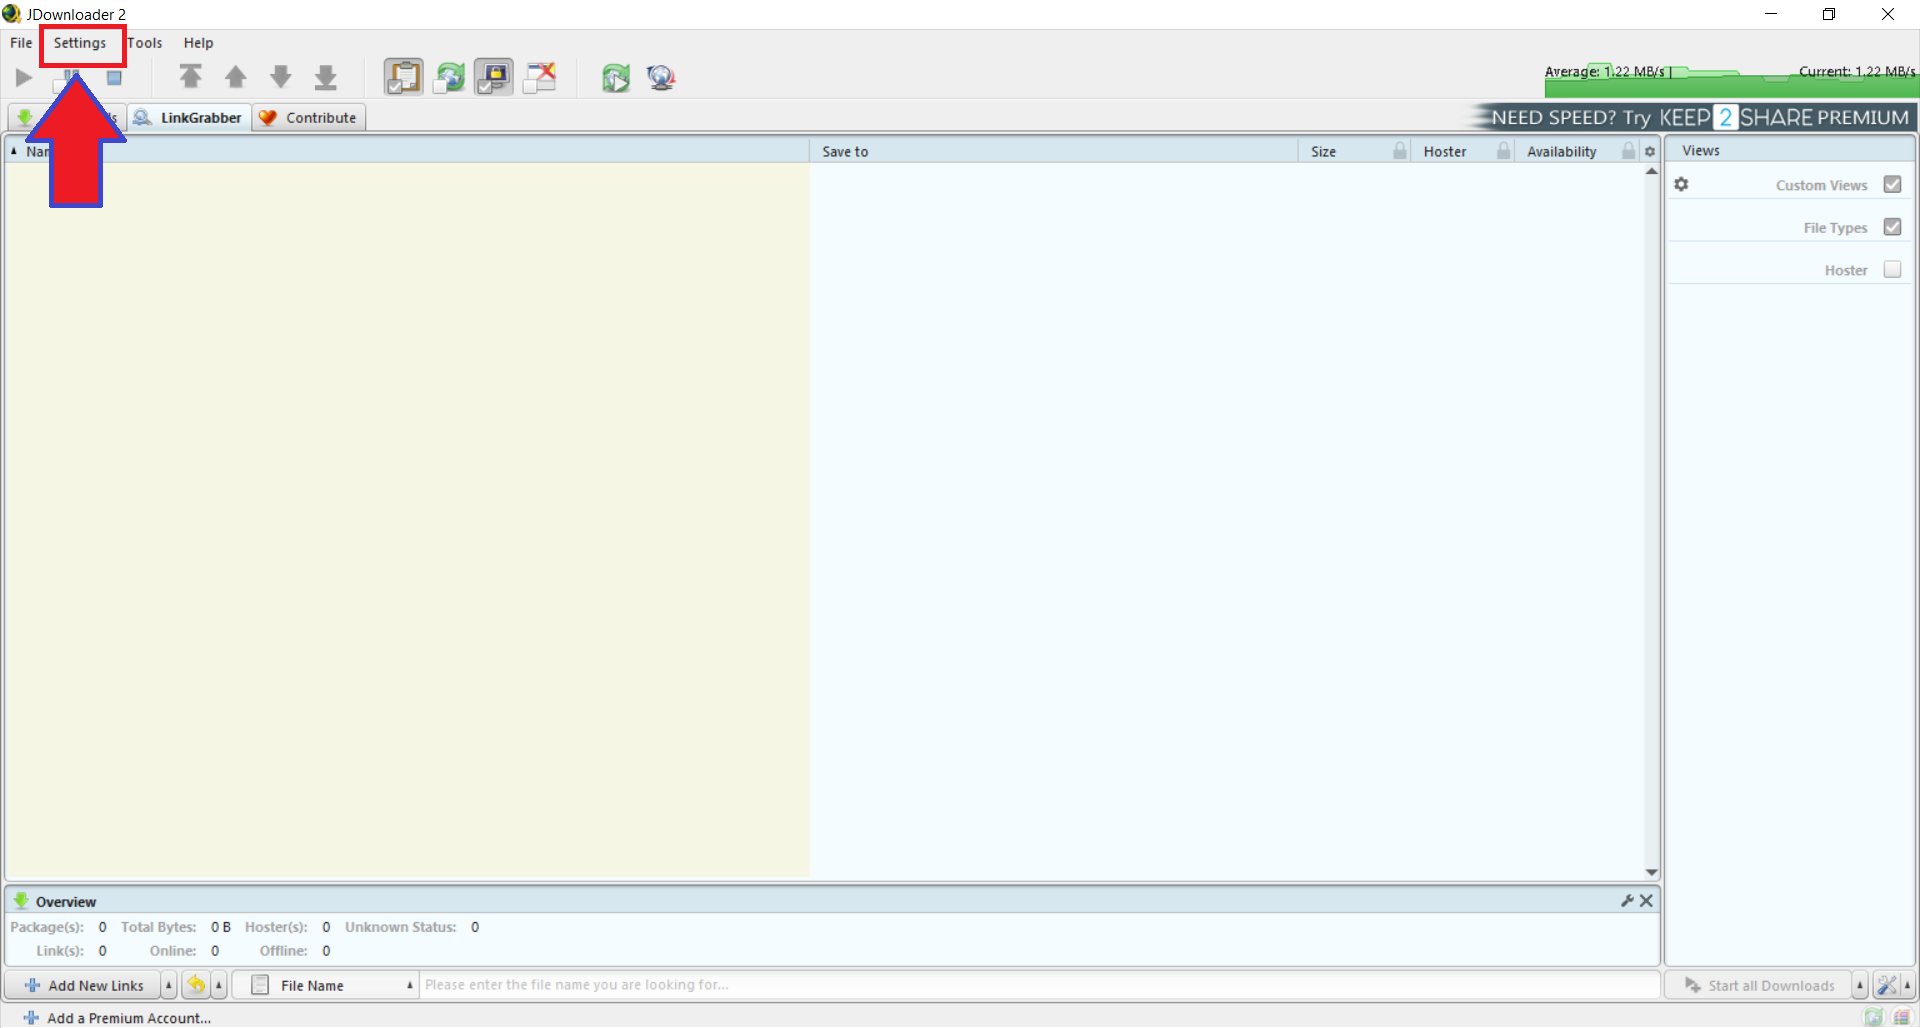 JDownloader 2
File Settings Tools Help
Average: 1.22 MB/s Current: 1.22 MB/s
LinkGrabber Contribute
NEED SPEED? Try KEEP 2 SHARE PREMIUM
Save to Size Hoster Availability Views
Custom Views
File Types
Hoster
Overview
Package(s): 0 Total Bytes: 0 B Hoster(s): 0 Unknown Status: 0
Link(s): 0 Online: 0 Offline: 0
Add New Links File Name Please enter the file name you are looking for... Start all Downloads
Add a Premium Account...